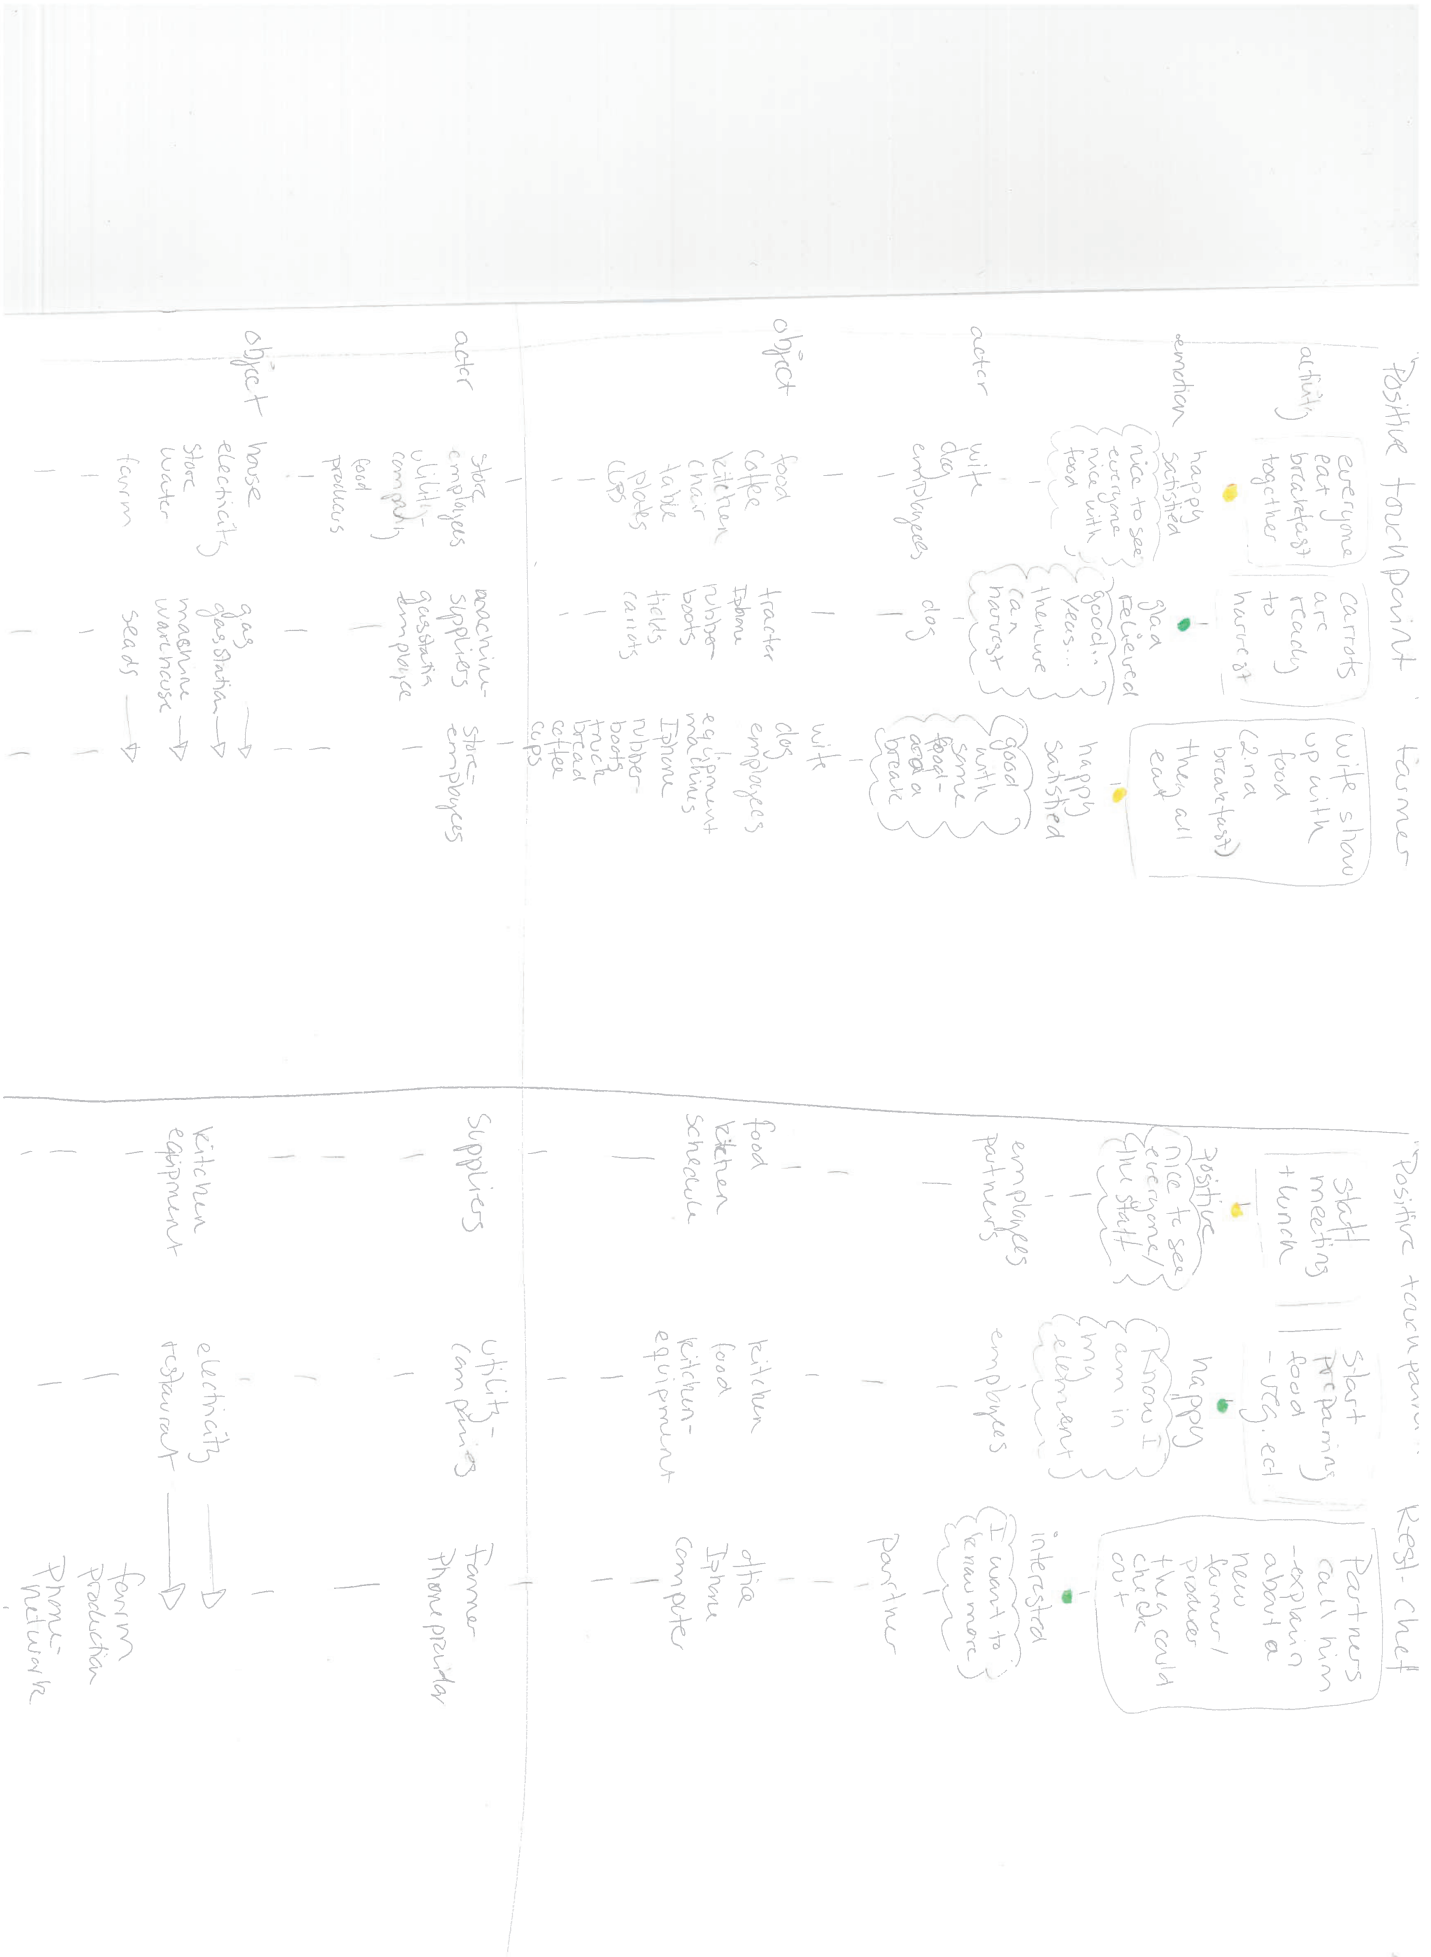 "Positive touchpoint" farmer
activity
everyone
eat
breakfast
together
carrots
are
ready
to
harvest
wife show
up with
food
(2nd
breakfast)
they all
eat
emotion
happy
satisfied
nice to see
everyone
nice with
food
glad
relieved
good..
yeas...
then we
can
harvest
happy
satisfied
good
with
some
food-
and a
break
actor
wife
dog
employees
dog
wife
dog
employees
object
food
coffee
kitchen
chair
table
plates
cups
tractor
Iphone
rubber-
boots
fields
carrots
equipment
machines
Iphone
rubber-
boots
truck
bread
coffee
cups
actor
store
employees
utility-
company
food
produces
machine-
suppliers
gasstation
employee
store-
employees
object
house
electricity
store
water
farm
gas
gasstation
mashine
warehouse
seads
"Positive touchpoint" Rest-chef
Staff
meeting
+ lunch
Start
preparing
food
- veg. ect
Partners
call him
- explain
about a
new
farmer/
producer
they could
check
out
positive
nice to see
everyone/
the staff
happy
Know I
am in
my
element
interested
I want to
know more
employees
partners
employees
partner
food
kitchen
schedule
kitchen
food
kitchen-
equipment
office
Iphone
computer
Suppliers
utility-
companies
Farmer
Phone provider
kitchen
equipment
electricity
restaurat
farm
production
Phone-
network